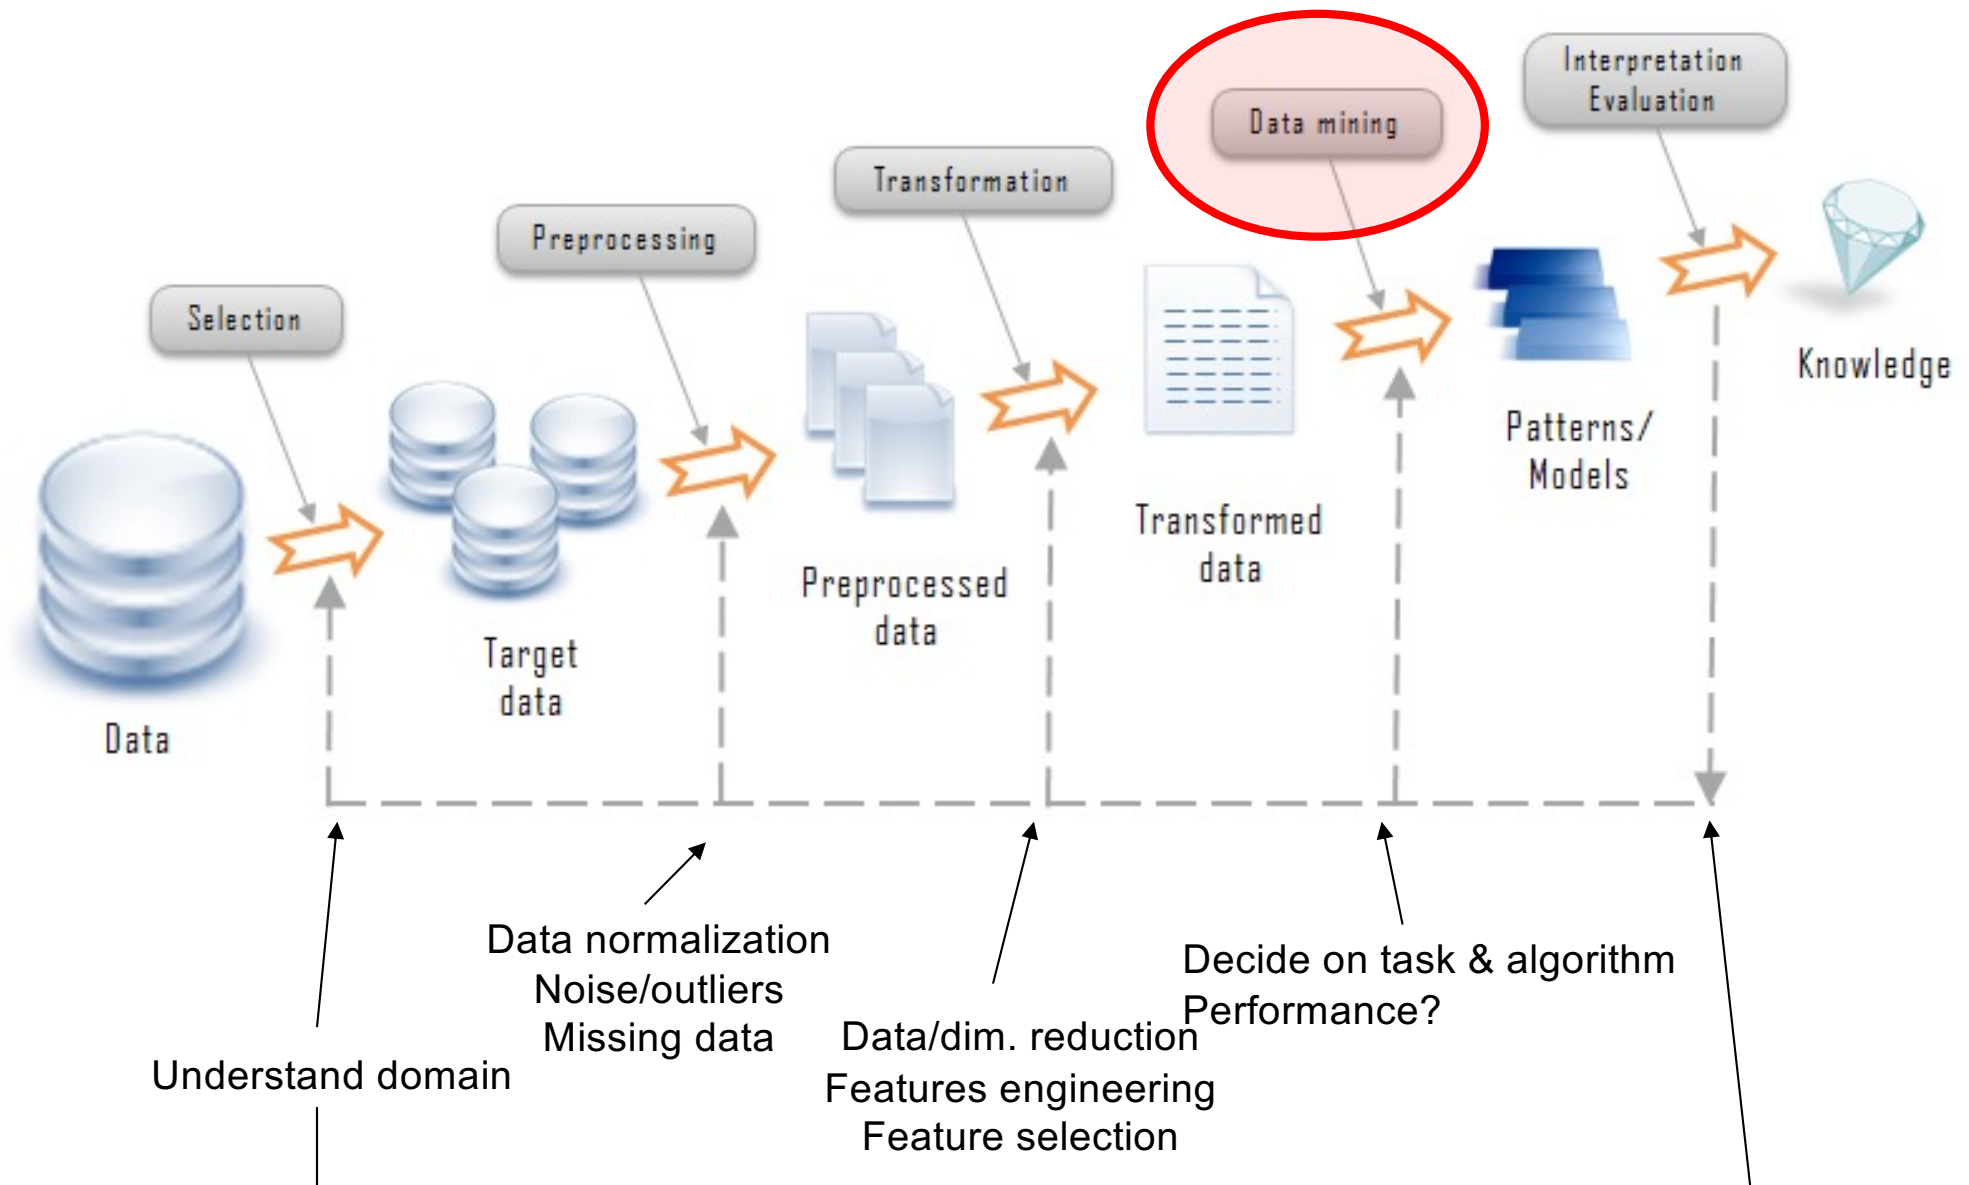 Interpretation
Evaluation
Data mining
Transformation
Preprocessing
Selection
Knowledge
Patterns/
Models
Transformed
data
Preprocessed
data
Target
data
Data
Data normalization
Noise/outliers
Missing data
Decide on task & algorithm
Performance?
Understand domain
Data/dim. reduction
Features engineering
Feature selection